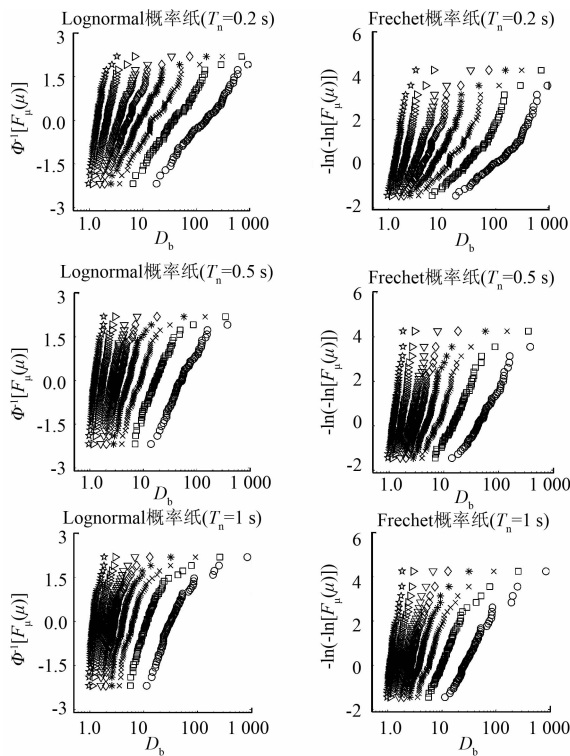 Lognormal概率纸(Tn=0.2 s)
3
1.5
0.0
-1.5
-3
Φ⁻¹[Fμ(μ)]
1.0 10 100 1 000
Db
Frechet概率纸(Tn=0.2 s)
6
4
2
0
-2
-ln(-ln[Fμ(μ)])
1.0 10 100 1 000
Db
Lognormal概率纸(Tn=0.5 s)
3
1.5
0.0
-1.5
-3
Φ⁻¹[Fμ(μ)]
1.0 10 100 1 000
Db
Frechet概率纸(Tn=0.5 s)
6
4
2
0
-2
-ln(-ln[Fμ(μ)])
1.0 10 100 1 000
Db
Lognormal概率纸(Tn=1 s)
3
1.5
0.0
-1.5
-3
Φ⁻¹[Fμ(μ)]
1.0 10 100 1 000
Db
Frechet概率纸(Tn=1 s)
6
4
2
0
-2
-ln(-ln[Fμ(μ)])
1.0 10 100 1 000
Db